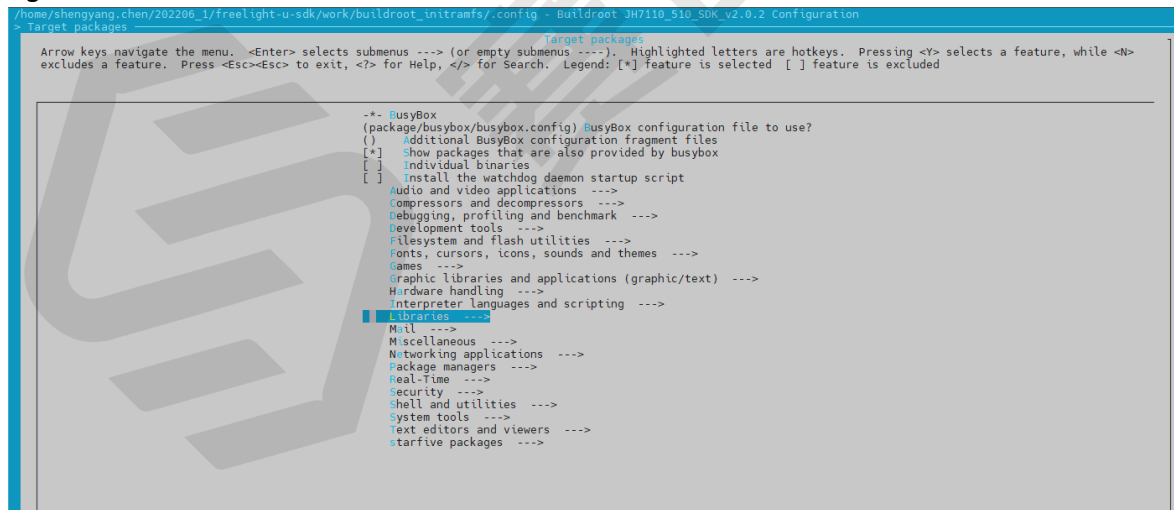 /home/shengyang.chen/202206_1/freelight-u-sdk/work/buildroot_initramfs/.config - Buildroot JH7110_510_SDK_v2.0.2 Configuration
> Target packages
Target packages
Arrow keys navigate the menu. <Enter> selects submenus ---> (or empty submenus ----). Highlighted letters are hotkeys. Pressing <Y> selects a feature, while <N>
excludes a feature. Press <Esc><Esc> to exit, <?> for Help, </> for Search. Legend: [*] feature is selected [ ] feature is excluded
-*- BusyBox
(package/busybox/busybox.config) BusyBox configuration file to use?
() Additional BusyBox configuration fragment files
[*] Show packages that are also provided by busybox
[ ] Individual binaries
[ ] Install the watchdog daemon startup script
Audio and video applications --->
Compressors and decompressors --->
Debugging, profiling and benchmark --->
Development tools --->
Filesystem and flash utilities --->
Fonts, cursors, icons, sounds and themes --->
Games --->
Graphic libraries and applications (graphic/text) --->
Hardware handling --->
Interpreter languages and scripting --->
Libraries --->
Mail --->
Miscellaneous --->
Networking applications --->
Package managers --->
Real-Time --->
Security --->
Shell and utilities --->
System tools --->
Text editors and viewers --->
starfive packages --->